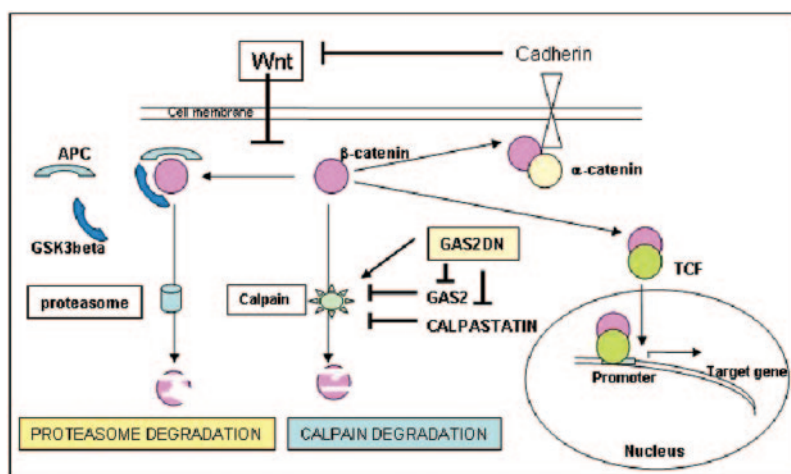 Wnt
Cadherin
Cell membrane
APC
β-catenin
α-catenin
GSK3beta
GAS2DN
TCF
proteasome
Calpain
GAS2
CALPASTATIN
Promoter
Target gene
PROTEASOME DEGRADATION
CALPAIN DEGRADATION
Nucleus